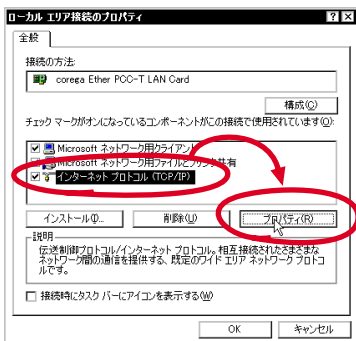 ローカル エリア接続のプロパティ
全般
接続の方法:
corega Ether PCC-T LAN Card
構成(C)
チェック マークがオンになっているコンポーネントがこの接続で使用されています(O):
Microsoft ネットワーク用クライアント
Microsoft ネットワーク用ファイルとプリンタ共有
インターネット プロトコル (TCP/IP)
インストール(I)...
削除(U)
プロパティ(R)
説明
伝送制御プロトコル/インターネット プロトコル。相互接続されたさまざまな
ネットワーク間の通信を提供する、既定のワイド エリア ネットワーク プロトコ
ルです。
接続時にタスク バーにアイコンを表示する(W)
OK
キャンセル